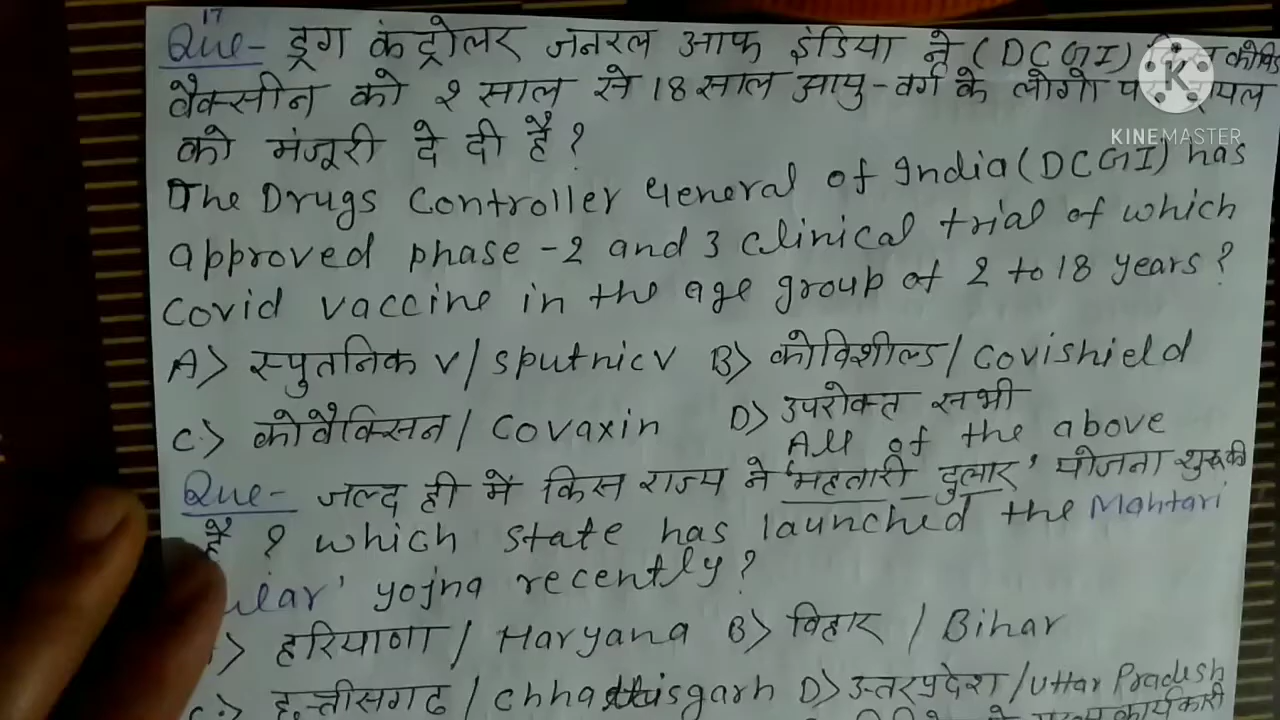 17
Que- ड्रग कंट्रोलर जनरल आफ इंडिया ने (DCGI)
वैक्सीन को २ साल से 18 साल आयु-वर्ग के लोगो
को मंजूरी दे दी है ?
The Drugs Controller General of India (DCGI) has
approved phase-2 and 3 clinical trial of which
Covid vaccine in the age group of 2 to 18 years?
A> स्पुतनिक v/sputnicv B> कोविशील्ड/Covishield
C.> कोवैक्सिन/Covaxin D> उपरोक्त सभी
All of the above
Que- जल्द ही मे किस राज्य ने 'महतारी दुलार' योजना शुरू की
है ? which state has launched the Mahtari
yojna recently?
> हरियाणा/Haryana B> बिहार/Bihar
C.> छत्तीसगढ/Chhattisgarh D> उत्तरप्रदेश/Uttar Pradesh
KINEMASTER